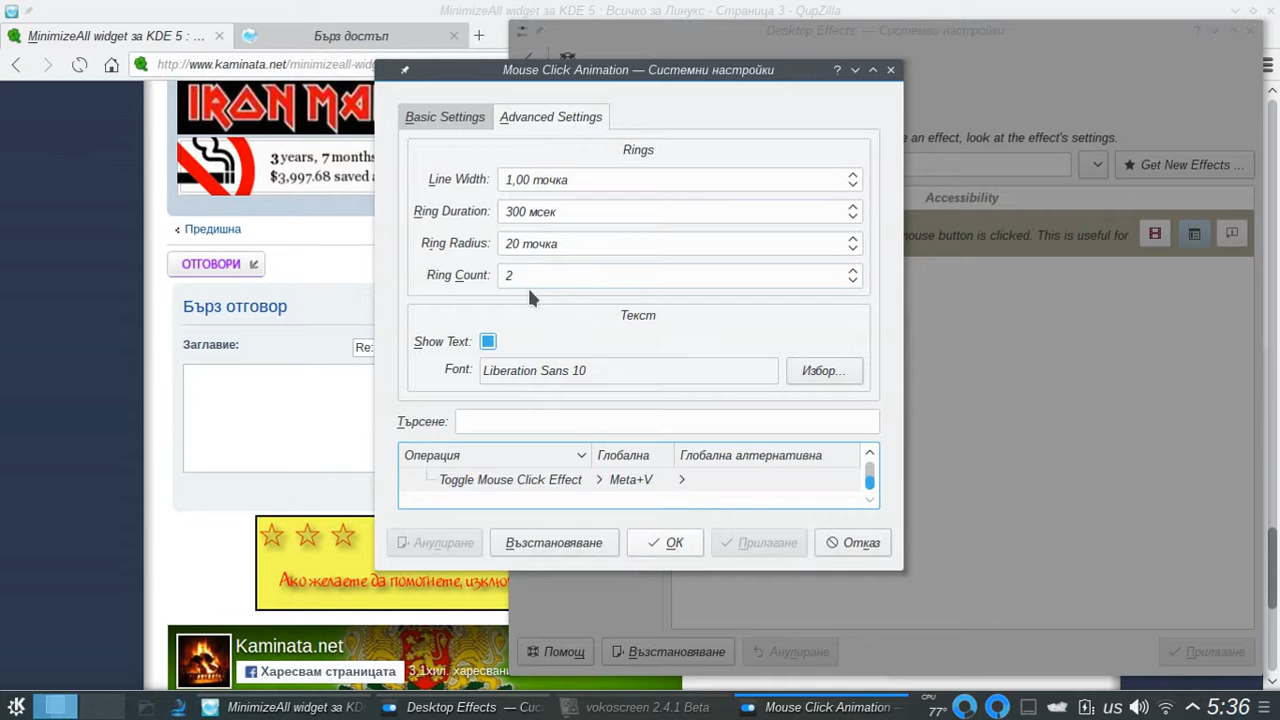 MinimizeAll widget за KDE 5 : Всичко за Линукс - Страница 3 - QupZilla
MinimizeAll widget за KDE 5 : ...
Бърз достъп
Desktop Effects — Системни настройки
http://www.kaminata.net/minimizeall-wid
Mouse Click Animation — Системни настройки
IRON MA
3 years, 7 months
$3,997.68 saved a
Предишна
ОТГОВОРИ
Бърз отговор
Заглавие:
Re:
Basic Settings
Advanced Settings
Rings
Line Width: 1,00 точка
Ring Duration: 300 мсек
Ring Radius: 20 точка
Ring Count: 2
Текст
Show Text:
Font: Liberation Sans 10
Избор...
Търсене:
Операция
Глобална
Глобална алтернативна
Toggle Mouse Click Effect
Meta+V
Анулиране
Възстановяване
OK
Прилагане
Отказ
e an effect, look at the effect's settings.
Get New Effects ...
Accessibility
nouse button is clicked. This is useful for
Ако желаете да помогнете, изклю
Kaminata.net
Харесвам страницата
3,1хил. харесвани
Помощ
Възстановяване
Анулиране
Прилагане
MinimizeAll widget за KD
Desktop Effects — Сис
vokoscreen 2.4.1 Beta
Mouse Click Animation —
CPU
77°
us
5:36